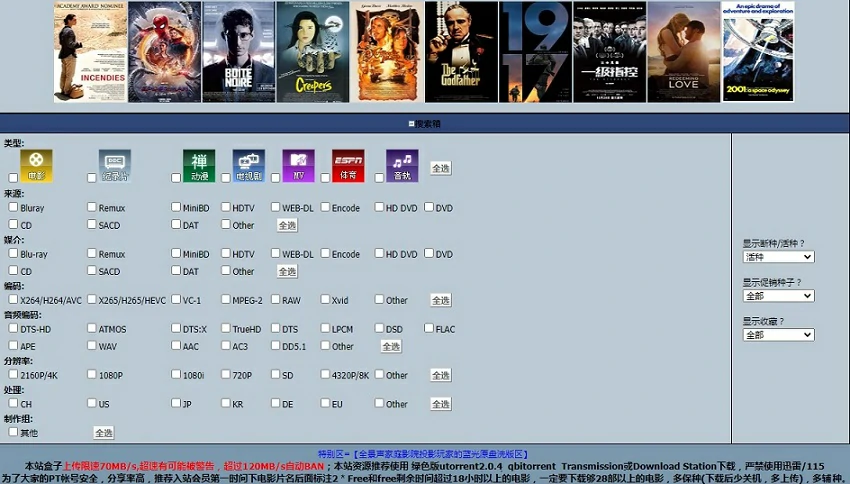 ACADEMY AWARD NOMINEE
INCENDIES
BOÎTE NOIRE
Creepers
The Godfather
1917
一级指控
REDEEMING LOVE
An epic drama of adventure and exploration
2001: a space odyssey
搜索箱
类型:
电影 纪录片 禅 动漫 电视剧 MV ESPN 体育 音轨 全选
来源:
Bluray Remux MiniBD HDTV WEB-DL Encode HD DVD DVD
CD SACD DAT Other 全选
媒介:
Blu-ray Remux MiniBD HDTV WEB-DL Encode HD DVD DVD
CD SACD DAT Other 全选
编码:
X264/H264/AVC X265/H265/HEVC VC-1 MPEG-2 RAW Xvid Other 全选
音频编码:
DTS-HD ATMOS DTS:X TrueHD DTS LPCM DSD FLAC
APE WAV AAC AC3 DD5.1 Other 全选
分辨率:
2160P/4K 1080P 1080i 720P SD 4320P/8K Other 全选
处理:
CH US JP KR DE EU Other 全选
制作组:
其他 全选
显示断种/活种？
活种
显示促销种子？
全部
显示收藏？
全部
特别区=【全景声家庭影院投影玩家的蓝光原盘洗版区】
本站盒子上传限速70MB/s,超速有可能被警告，超过120MB/s自动BAN；本站资源推荐使用 绿色版utorrent2.0.4 qbitorrent Transmission或Download Station下载，严禁使用迅雷/115
为了大家的PT帐号安全，分享率高，推荐入站会员第一时间下电影片名后面标注2 * Free和free剩余时间超过18小时以上的电影，一定要下载够28部以上的电影，多保种(下载后少关机，多上传)，多辅种。